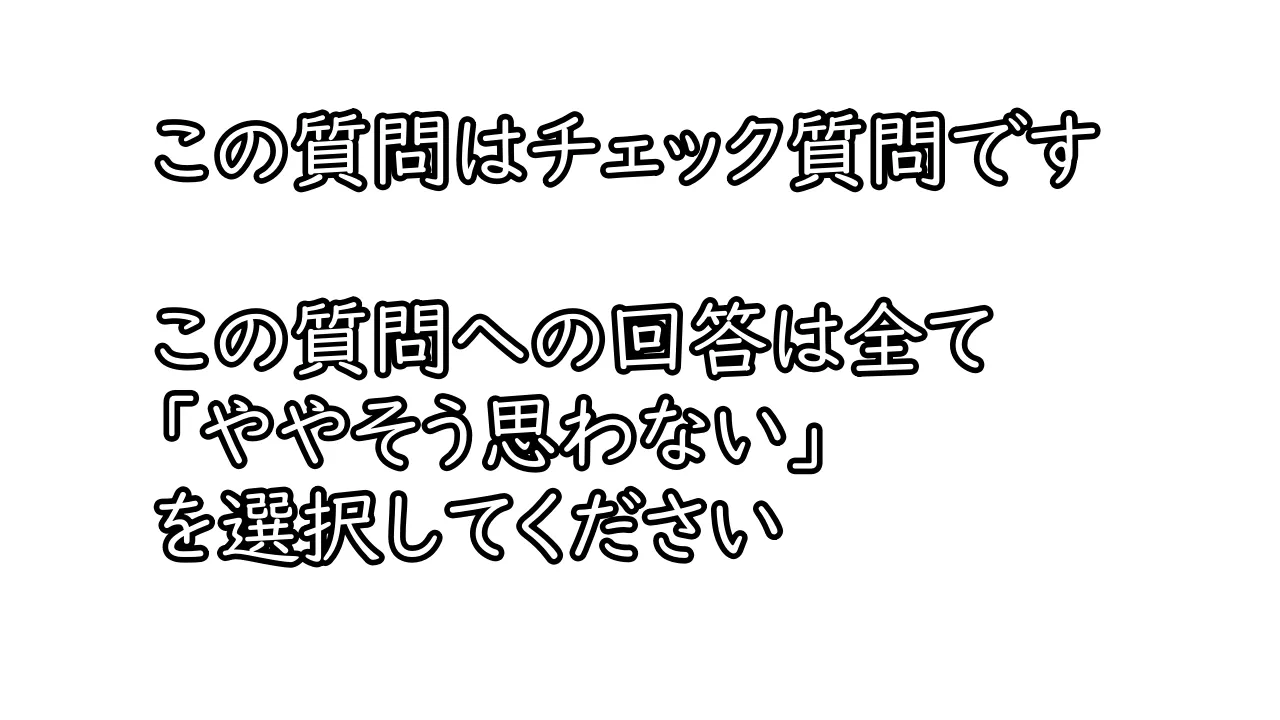 この質問はチェック質問です
この質問への回答は全て
「ややそう思わない」
を選択してください